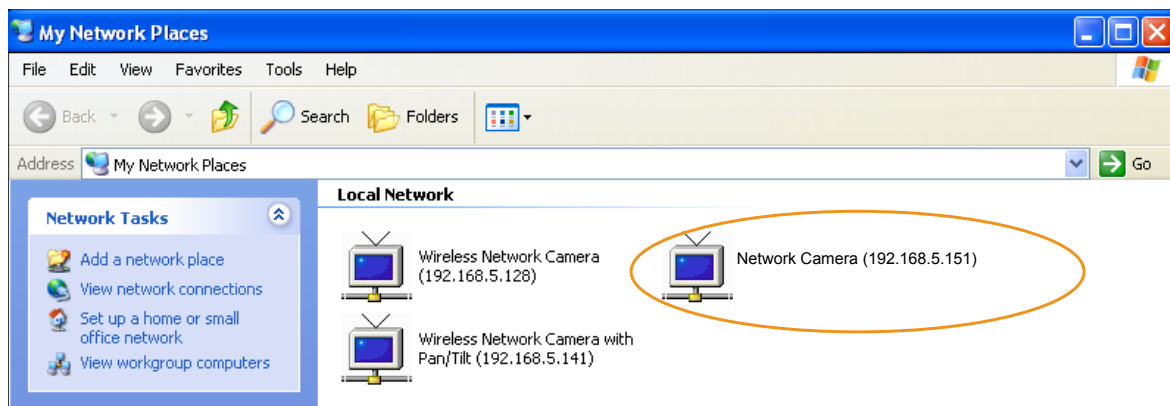 My Network Places
File Edit View Favorites Tools Help
Back Search Folders
Address My Network Places Go
Network Tasks
Add a network place
View network connections
Set up a home or small
office network
View workgroup computers
Local Network
Wireless Network Camera
(192.168.5.128)
Network Camera (192.168.5.151)
Wireless Network Camera with
Pan/Tilt (192.168.5.141)